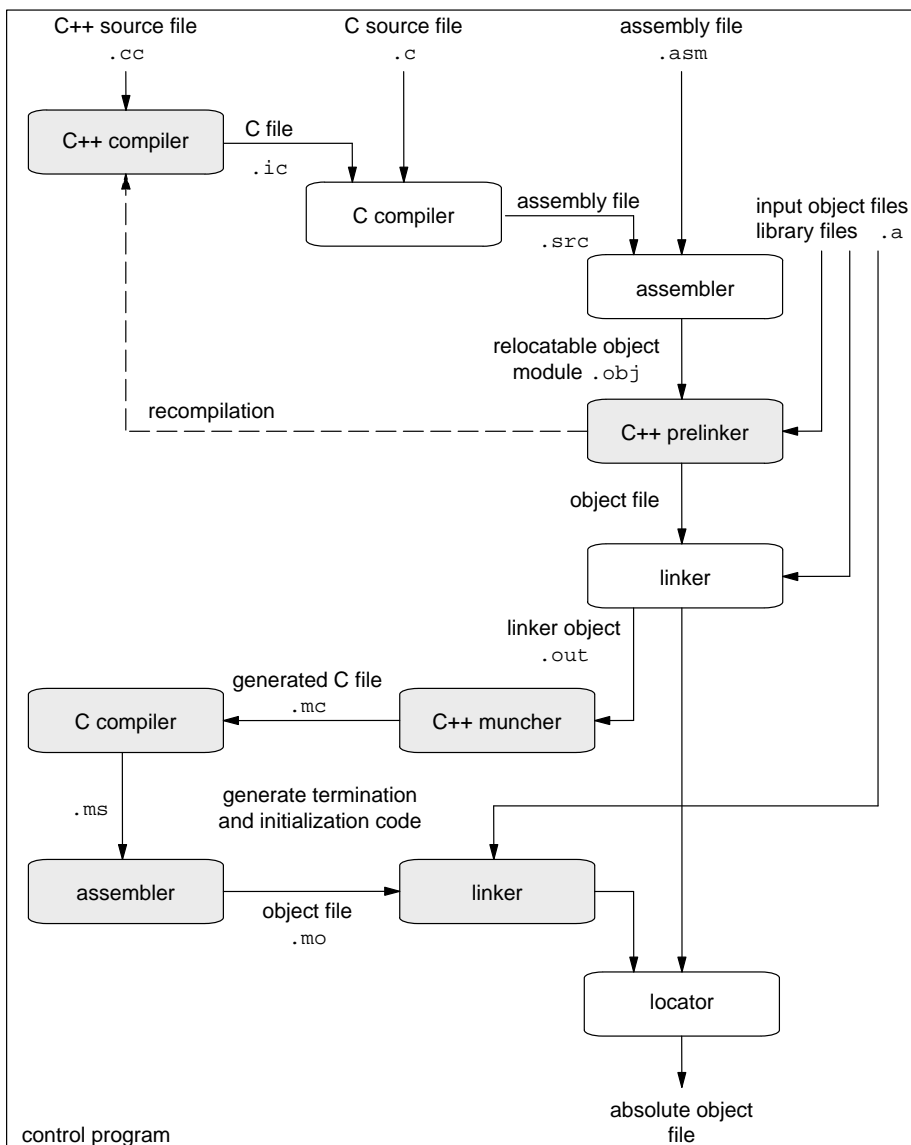 C++ source file
.cc
C source file
.c
assembly file
.asm
C++ compiler
C file
.ic
C compiler
assembly file
.src
input object files
library files .a
assembler
relocatable object
module .obj
recompilation
C++ prelinker
object file
linker
linker object
.out
generated C file
.mc
C compiler
C++ muncher
.ms
generate termination
and initialization code
assembler
object file
.mo
linker
locator
absolute object
file
control program